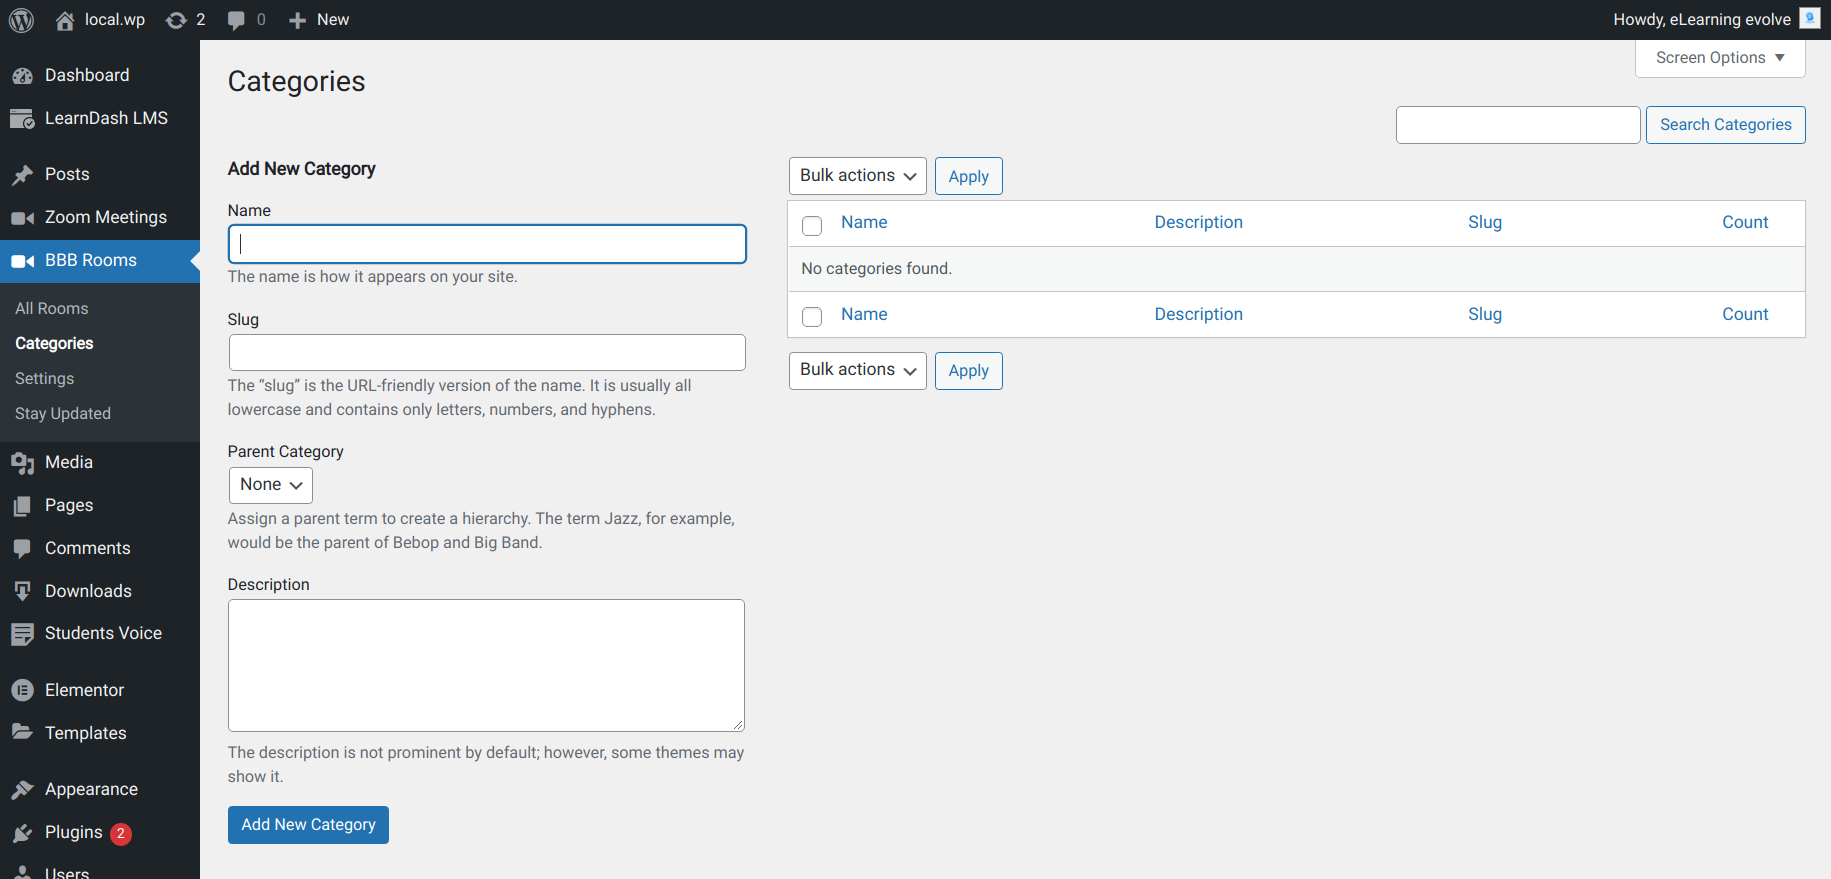 local.wp 2 0 New Howdy, eLearning evolve
Dashboard
LearnDash LMS
Posts
Zoom Meetings
BBB Rooms
All Rooms
Categories
Settings
Stay Updated
Media
Pages
Comments
Downloads
Students Voice
Elementor
Templates
Appearance
Plugins 2
Users
Screen Options
Categories
Search Categories
Add New Category
Name
The name is how it appears on your site.
Slug
The “slug” is the URL-friendly version of the name. It is usually all
lowercase and contains only letters, numbers, and hyphens.
Parent Category
None
Assign a parent term to create a hierarchy. The term Jazz, for example,
would be the parent of Bebop and Big Band.
Description
The description is not prominent by default; however, some themes may
show it.
Add New Category
Bulk actions Apply
Name Description Slug Count
No categories found.
Name Description Slug Count
Bulk actions Apply